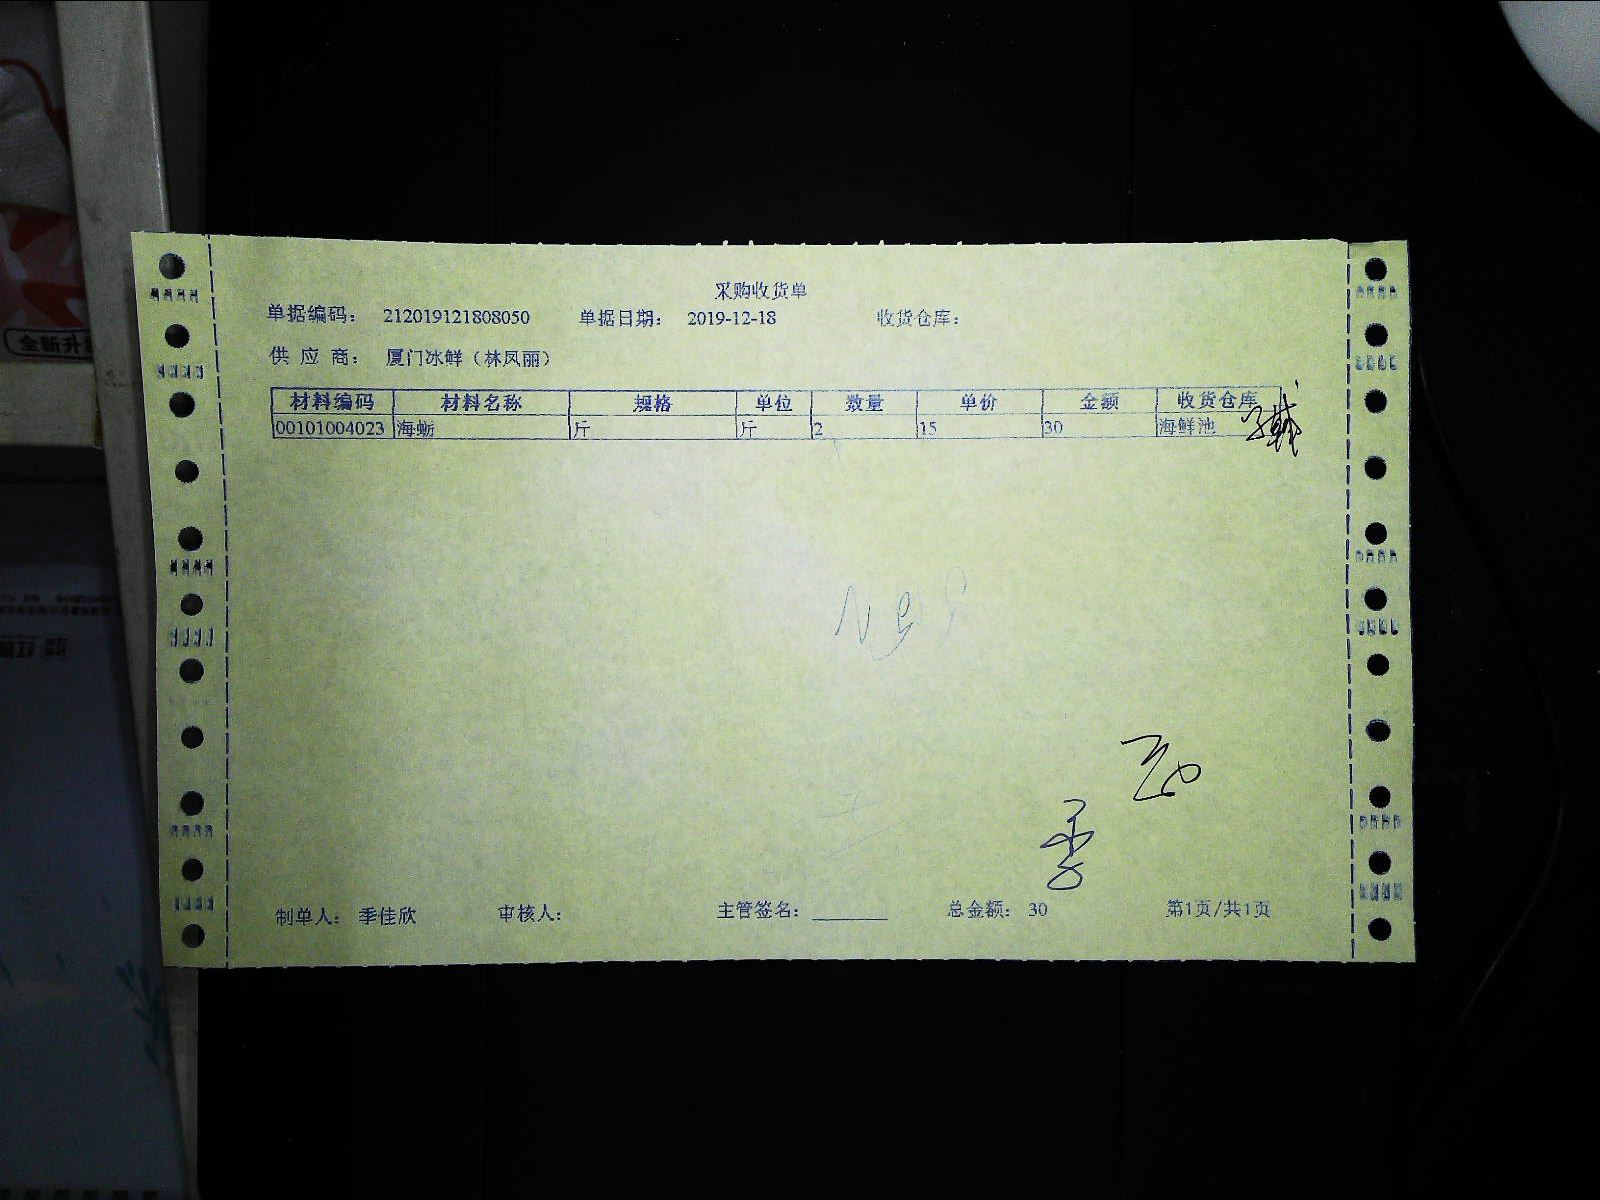 采购收货单
单据编码： 212019121808050 单据日期： 2019-12-18 收货仓库：
供 应 商： 厦门冰鲜（林凤丽）
材料编码 材料名称 规格 单位 数量 单价 金额 收货仓库
00101004023 海蛎 斤 斤 2 15 30 海鲜池
制单人： 季佳欣 审核人： 主管签名： ________ 总金额： 30 第1页/共1页
全新升